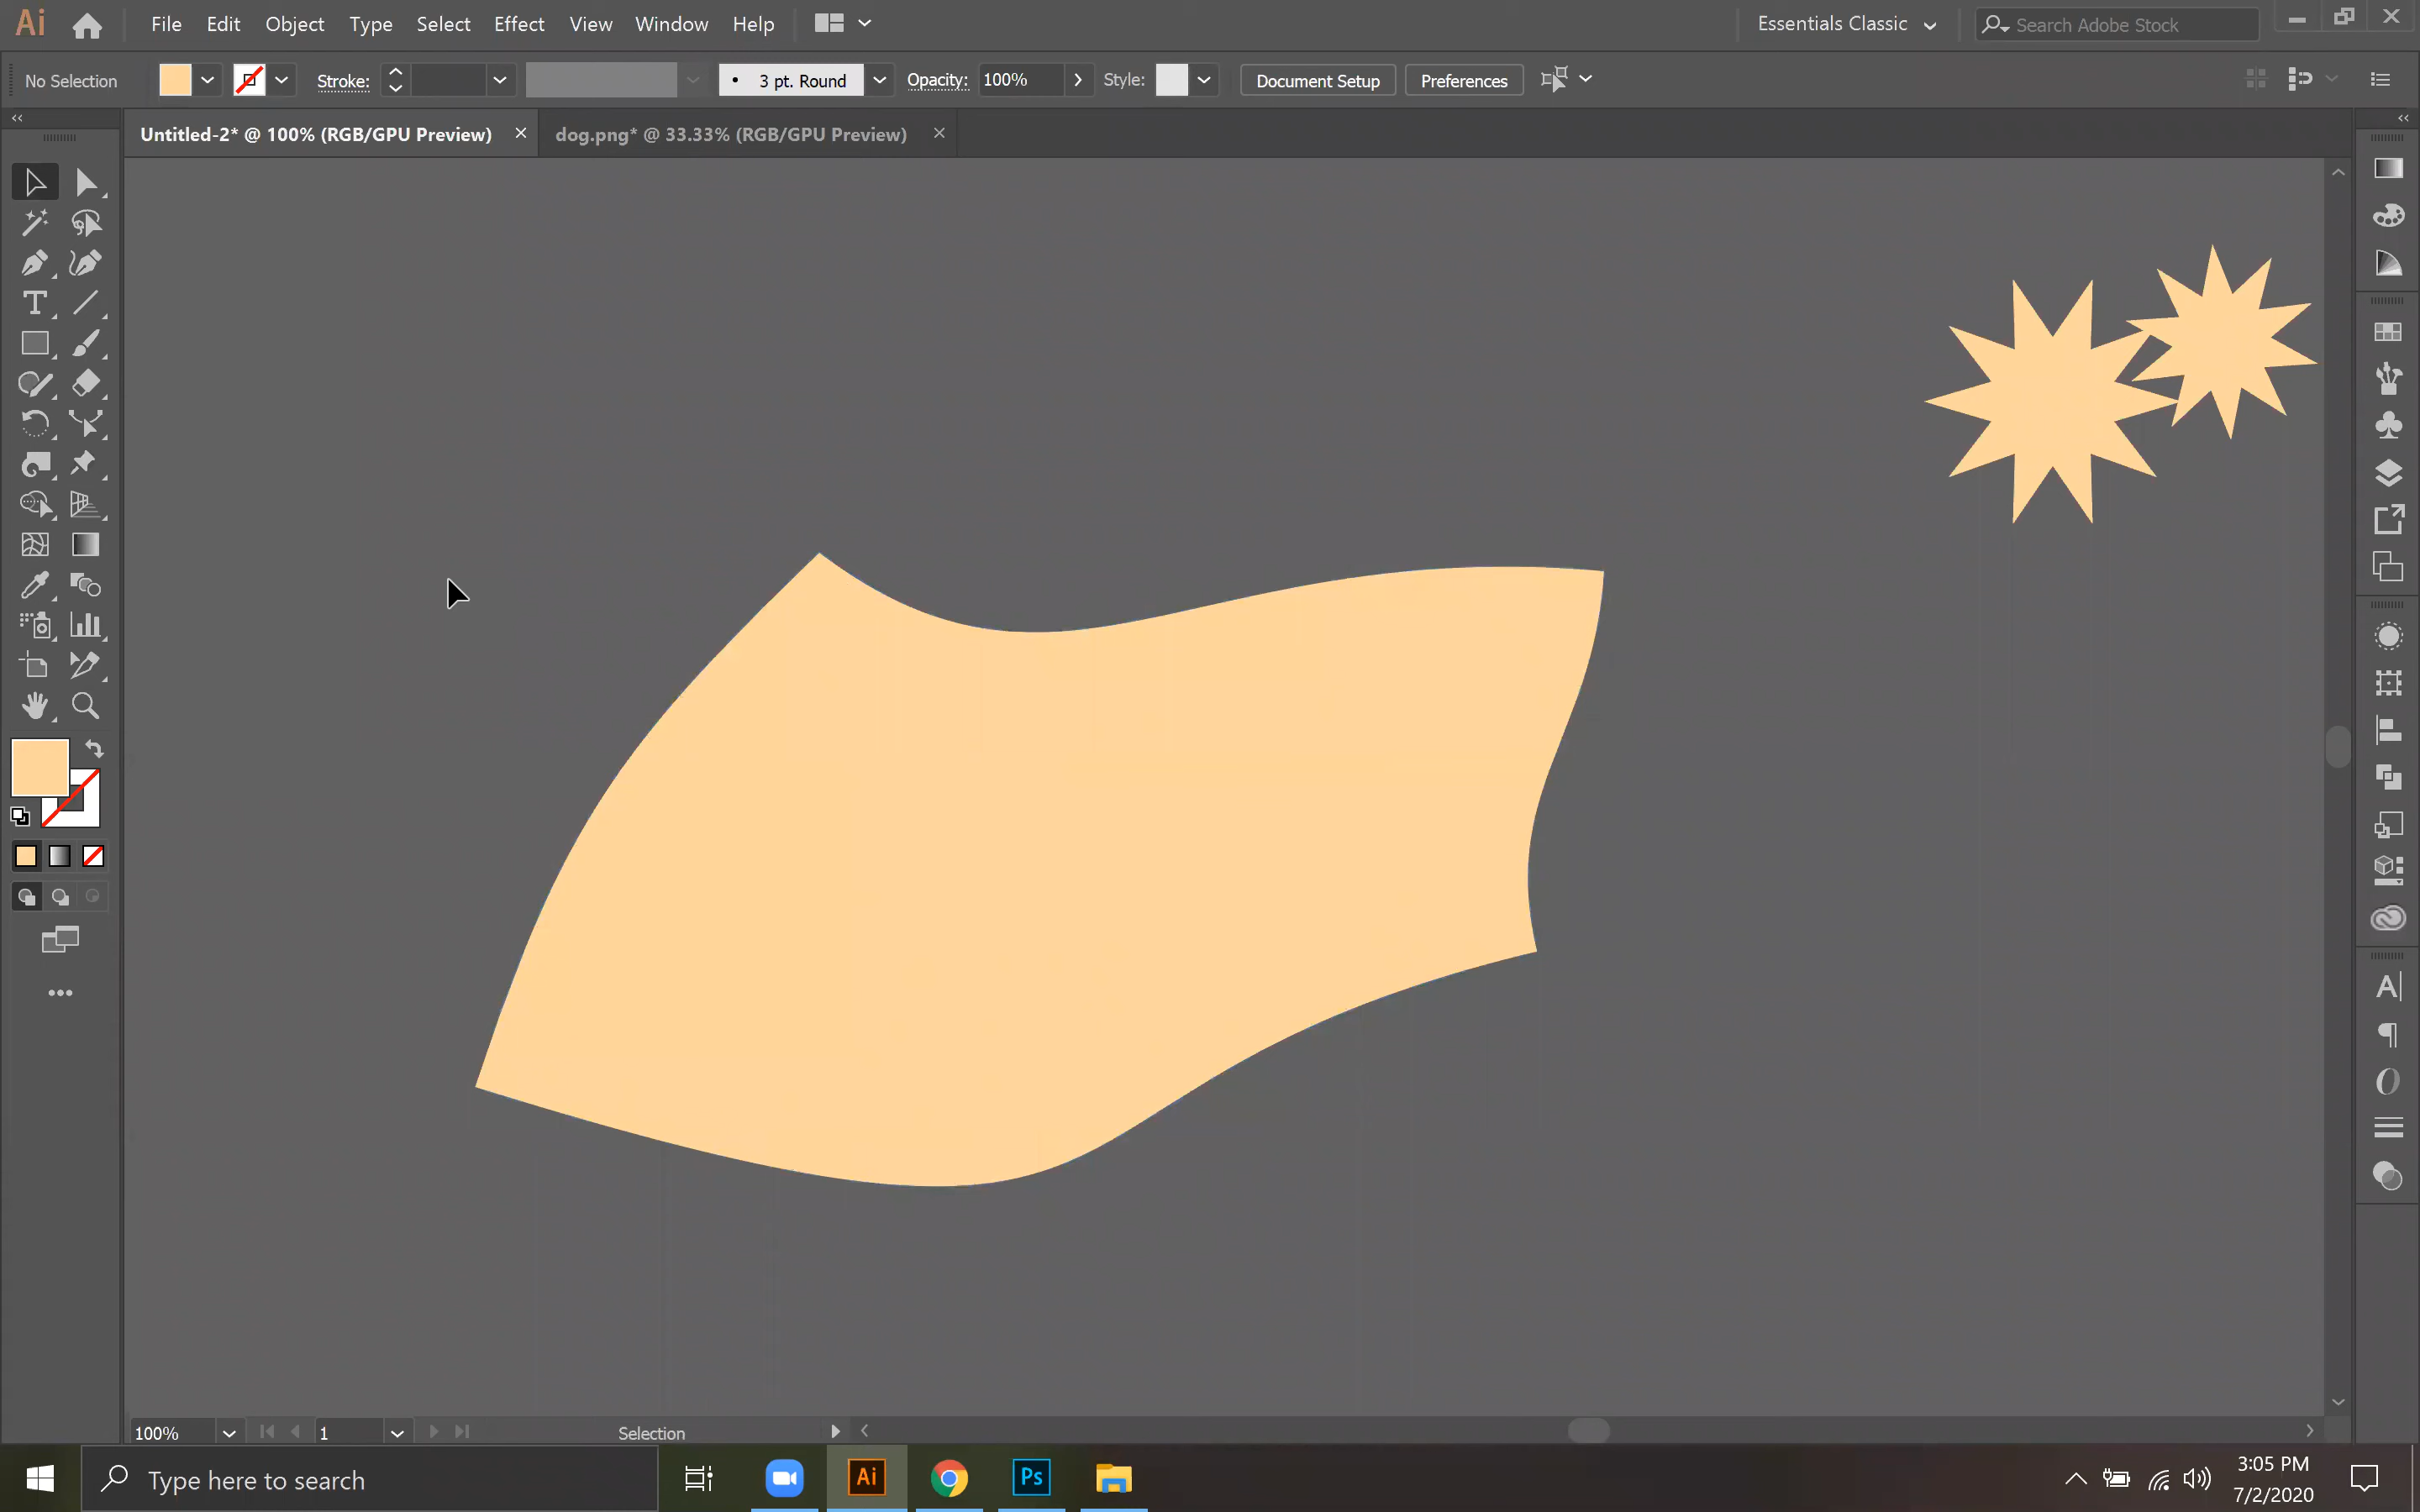 Ai File Edit Object Type Select Effect View Window Help Essentials Classic Search Adobe Stock
No Selection Stroke: 3 pt. Round Opacity: 100% Style: Document Setup Preferences
Untitled-2* @ 100% (RGB/GPU Preview) dog.png* @ 33.33% (RGB/GPU Preview)
100% 1 Selection
Type here to search Ai Ps 3:05 PM
7/2/2020